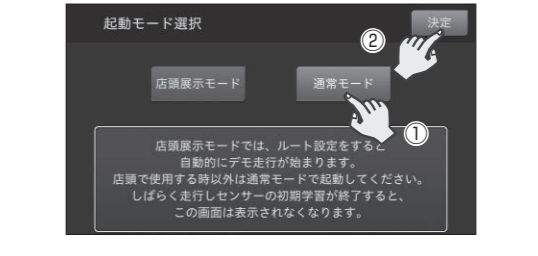 起動モード選択
②
決定
店頭展示モード
通常モード
①
店頭展示モードでは、ルート設定をすると
自動的にデモ走行が始まります。
店頭で使用する時以外は通常モードで起動してください。
しばらく走行しセンサーの初期学習が終了すると、
この画面は表示されなくなります。